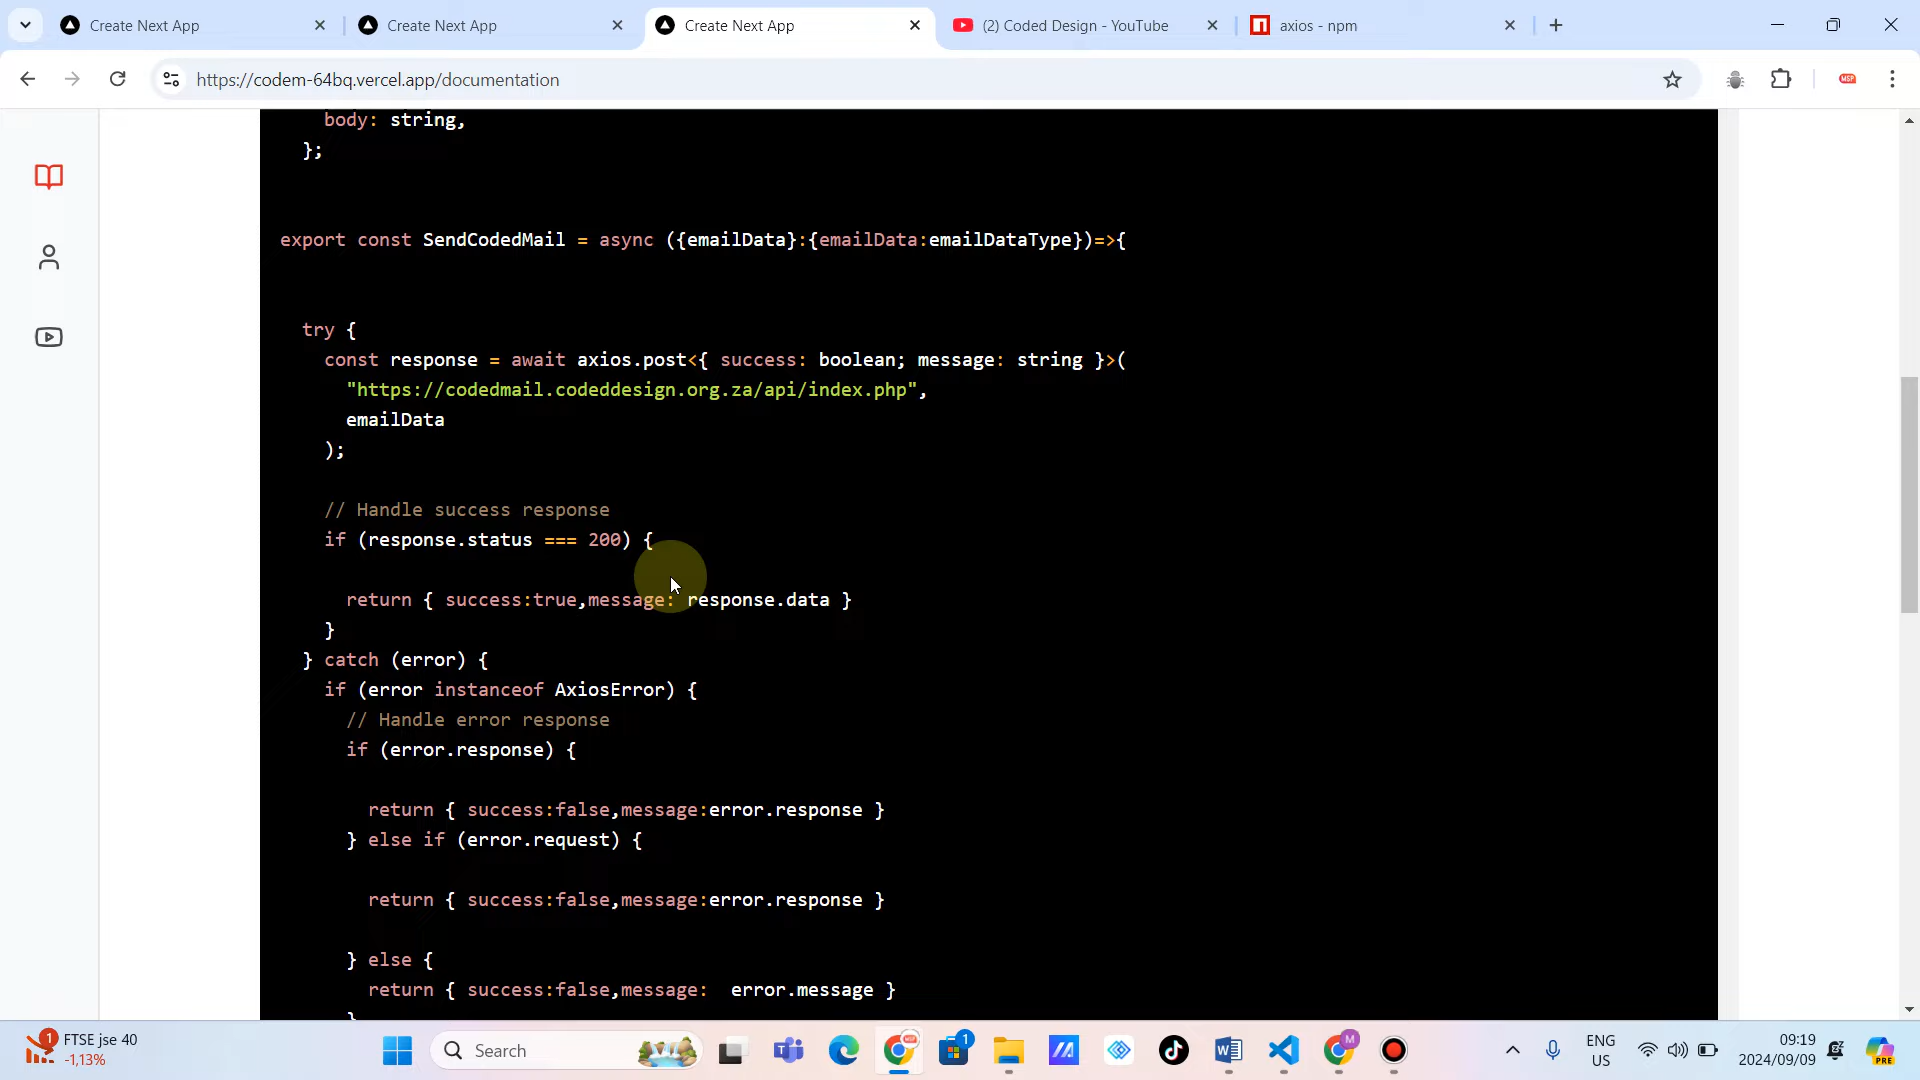 Create Next App
Create Next App
Create Next App
(2) Coded Design - YouTube
axios - npm
https://codem-64bq.vercel.app/documentation
body: string,
};
export const SendCodedMail = async ({emailData}:{emailData:emailDataType})=>{
try {
const response = await axios.post<{ success: boolean; message: string }>(
"https://codedmail.codeddesign.org.za/api/index.php",
emailData
);
// Handle success response
if (response.status === 200) {
return { success:true,message: response.data }
}
} catch (error) {
if (error instanceof AxiosError) {
// Handle error response
if (error.response) {
return { success:false,message:error.response }
} else if (error.request) {
return { success:false,message:error.response }
} else {
return { success:false,message:  error.message }
}
1
FTSE jse 40
-1,13%
Search
MSP
1
M
ENG
US
09:19
2024/09/09
PRE